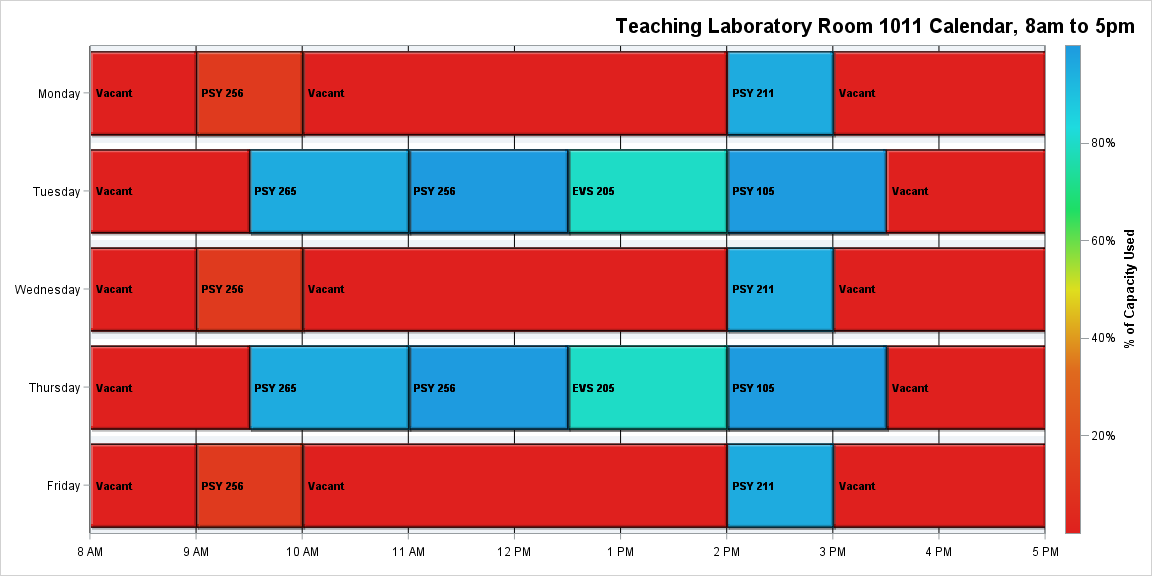 Teaching Laboratory Room 1011 Calendar, 8am to 5pm
Monday Vacant PSY 256 Vacant PSY 211 Vacant
80%
Tuesday Vacant PSY 265 PSY 256 EVS 205 PSY 105 Vacant
60%
Wednesday Vacant PSY 256 Vacant PSY 211 Vacant
% of Capacity Used
40%
Thursday Vacant PSY 265 PSY 256 EVS 205 PSY 105 Vacant
20%
Friday Vacant PSY 256 Vacant PSY 211 Vacant
8 AM 9 AM 10 AM 11 AM 12 PM 1 PM 2 PM 3 PM 4 PM 5 PM